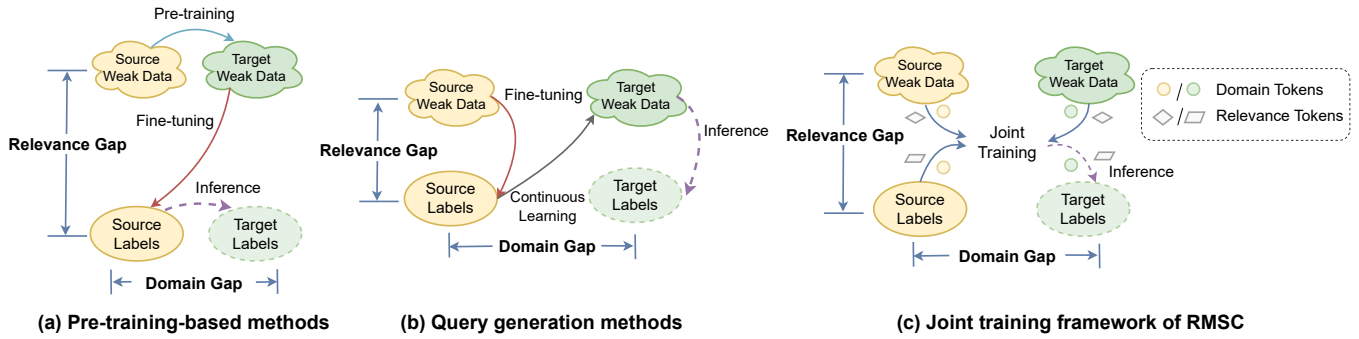 Pre-training
Source
Weak Data
Target
Weak Data
Fine-tuning
Relevance Gap
Inference
Source
Labels
Target
Labels
Domain Gap
(a) Pre-training-based methods
Source
Weak Data
Fine-tuning
Target
Weak Data
Inference
Relevance Gap
Source
Labels
Continuous
Learning
Target
Labels
Domain Gap
(b) Query generation methods
Source
Weak Data
Target
Weak Data
Relevance Gap
Joint
Training
Inference
Source
Labels
Target
Labels
Domain Gap
(c) Joint training framework of RMSC
/ Domain Tokens
/ Relevance Tokens